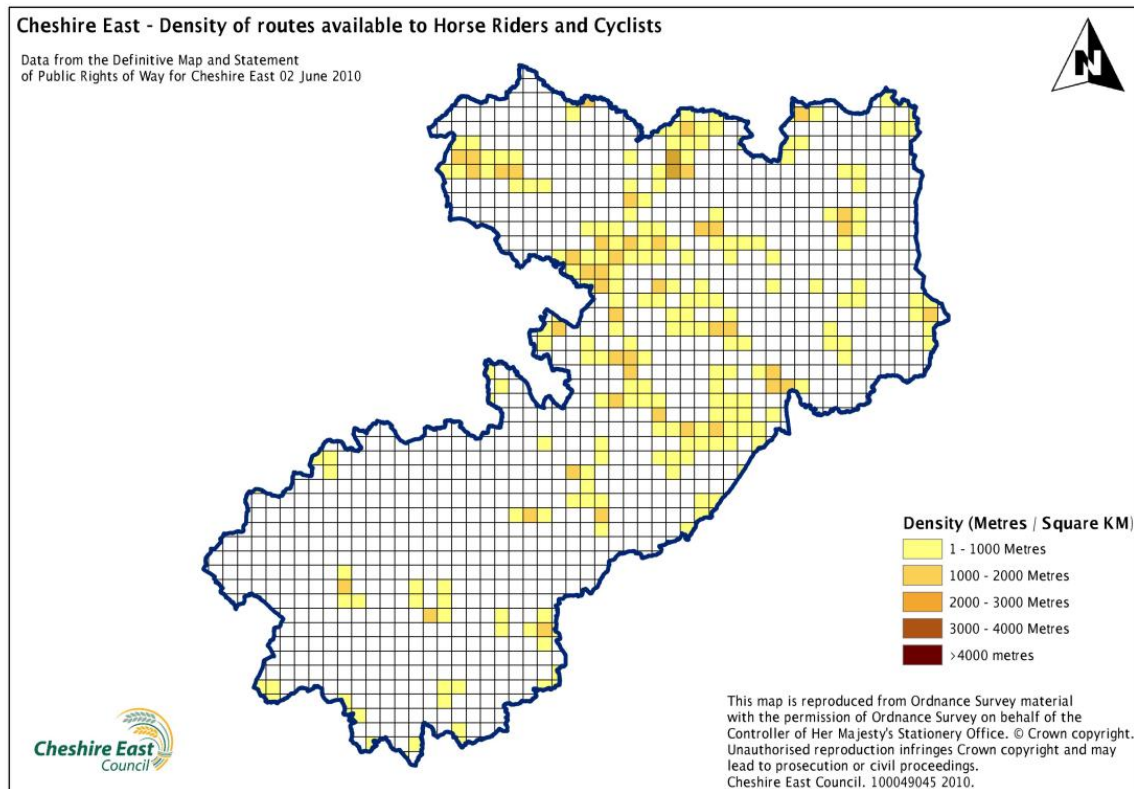 Cheshire East - Density of routes available to Horse Riders and Cyclists
Data from the Definitive Map and Statement
of Public Rights of Way for Cheshire East 02 June 2010
N
Density (Metres / Square KM)
1 - 1000 Metres
1000 - 2000 Metres
2000 - 3000 Metres
3000 - 4000 Metres
>4000 metres
This map is reproduced from Ordnance Survey material
with the permission of Ordnance Survey on behalf of the
Controller of Her Majesty's Stationery Office. © Crown copyright.
Unauthorised reproduction infringes Crown copyright and may
lead to prosecution or civil proceedings.
Cheshire East Council. 100049045 2010.
Cheshire East
Council